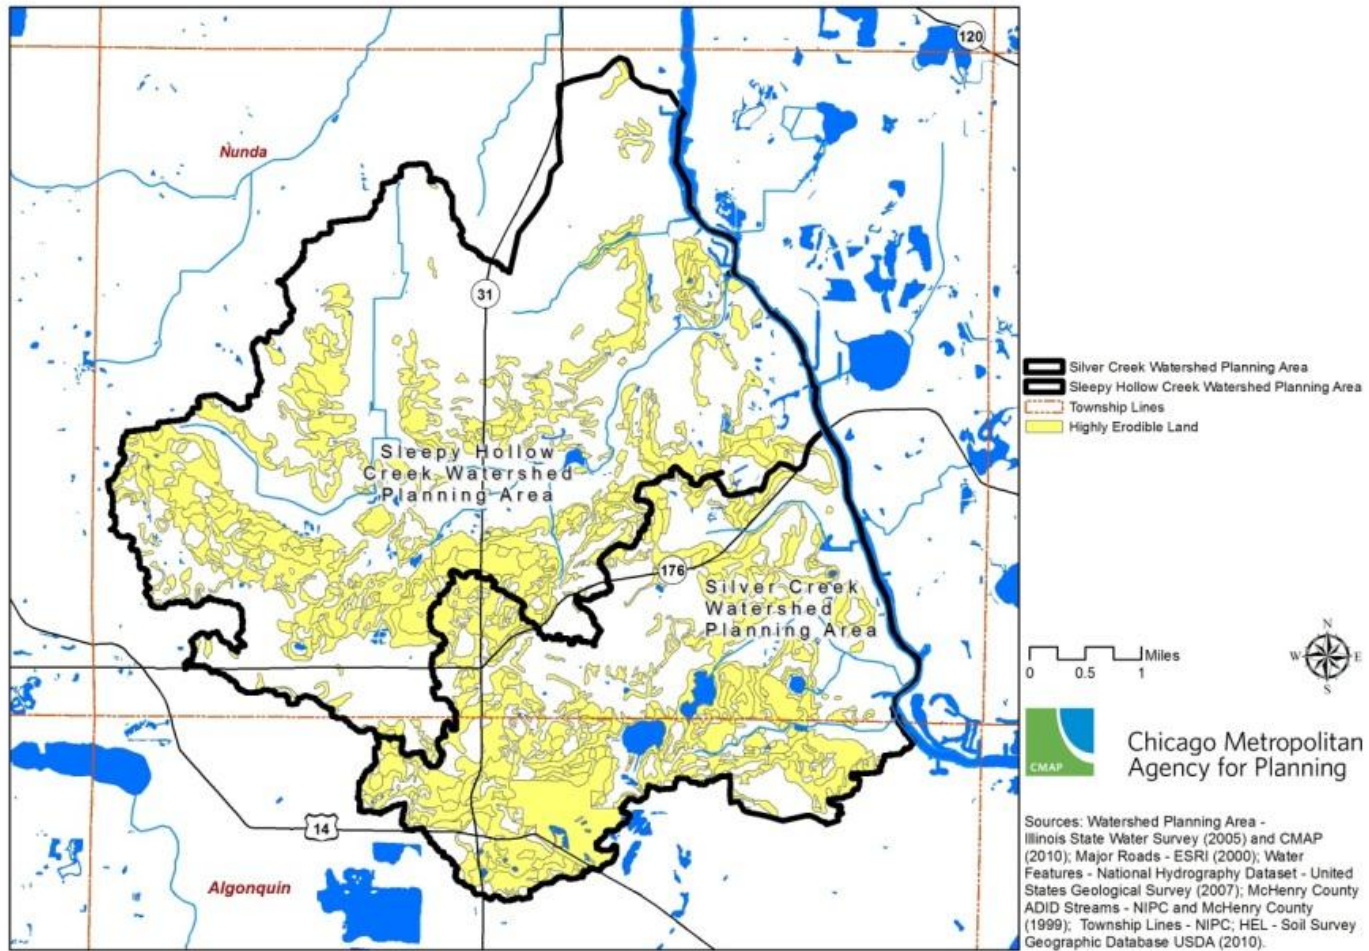 120
Nunda
31
Sleepy Hollow
Creek Watershed
Planning Area
176
Silver Creek
Watershed
Planning Area
14
Algonquin
Silver Creek Watershed Planning Area
Sleepy Hollow Creek Watershed Planning Area
Township Lines
Highly Erodible Land
Miles
0 0.5 1
N
W E
S
CMAP
Chicago Metropolitan
Agency for Planning
Sources: Watershed Planning Area -
Illinois State Water Survey (2005) and CMAP
(2010); Major Roads - ESRI (2000); Water
Features - National Hydrography Dataset - United
States Geological Survey (2007); McHenry County
ADID Streams - NIPC and McHenry County
(1999); Township Lines - NIPC; HEL - Soil Survey
Geographic Database USDA (2010).